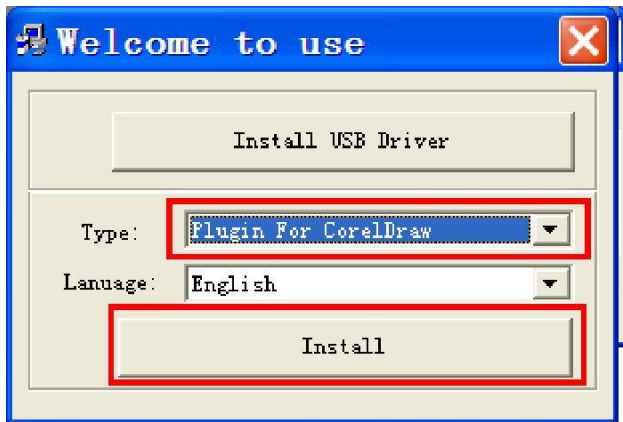 Welcome to use
Install USB Driver
Type: Plugin For CorelDraw
Lanuage: English
Install